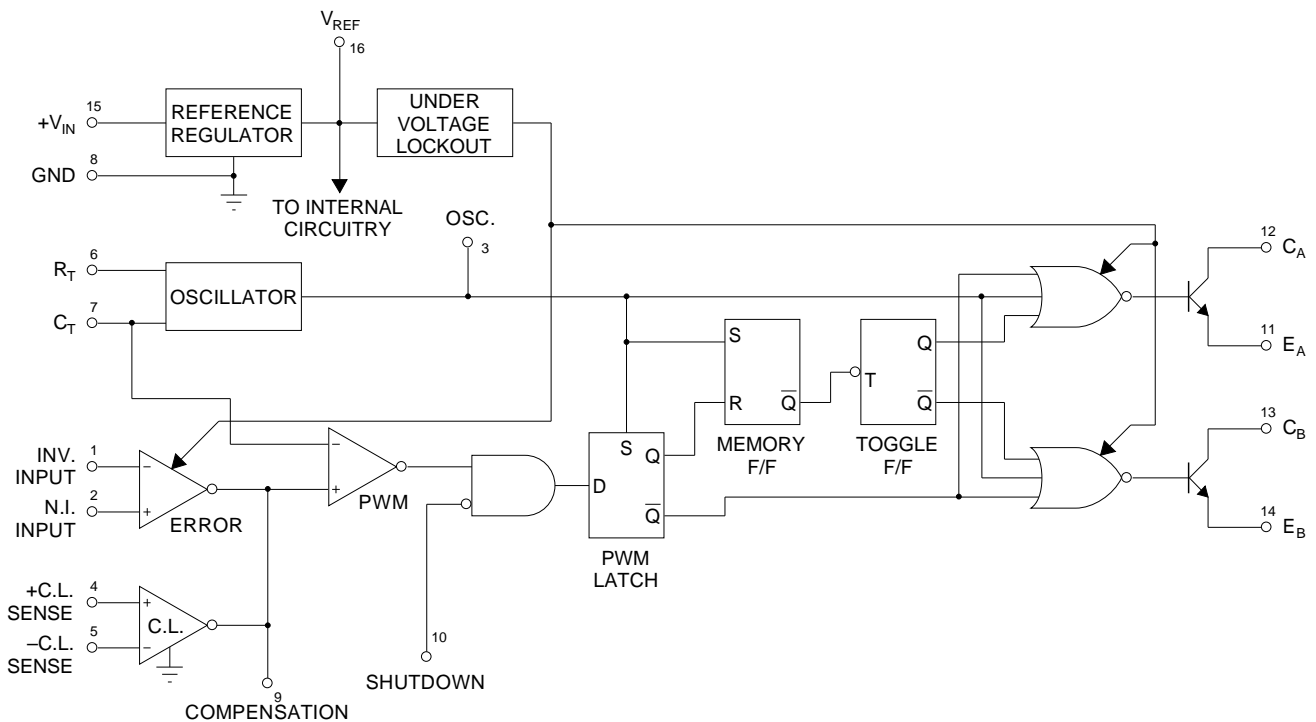 V_REF
16
15
+V_IN
REFERENCE
REGULATOR
UNDER
VOLTAGE
LOCKOUT
8
GND
TO INTERNAL
CIRCUITRY
OSC.
3
6
R_T
7
C_T
OSCILLATOR
12
C_A
11
E_A
S
R
Q̅
MEMORY
F/F
T
Q
Q̅
TOGGLE
F/F
13
C_B
14
E_B
INV.
INPUT
1
−
2
N.I.
INPUT
+
ERROR
−
+
PWM
S
D
Q
Q̅
PWM
LATCH
+C.L.
SENSE
4
+
–C.L.
SENSE
5
−
C.L.
10
SHUTDOWN
9
COMPENSATION